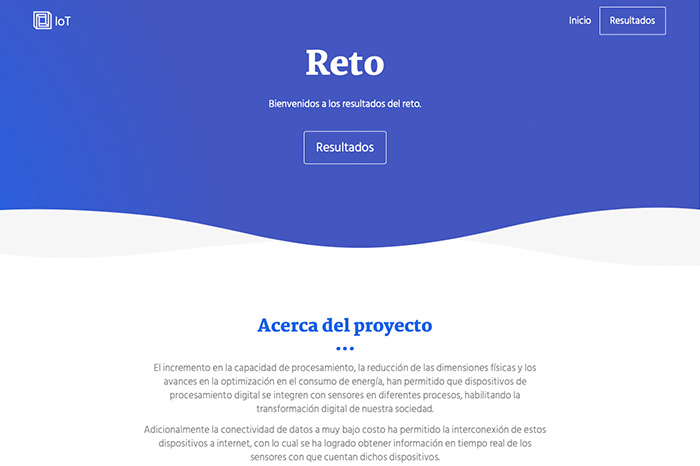 IoT
Inicio
Resultados
Reto
Bienvenidos a los resultados del reto.
Resultados
Acerca del proyecto
El incremento en la capacidad de procesamiento, la reducción de las dimensiones físicas y los
avances en la optimización en el consumo de energía, han permitido que dispositivos de
procesamiento digital se integren con sensores en diferentes procesos, habilitando la
transformación digital de nuestra sociedad.
Adicionalmente la conectividad de datos a muy bajo costo ha permitido la interconexión de estos
dispositivos a internet, con lo cual se ha logrado obtener información en tiempo real de los
sensores con que cuentan dichos dispositivos.